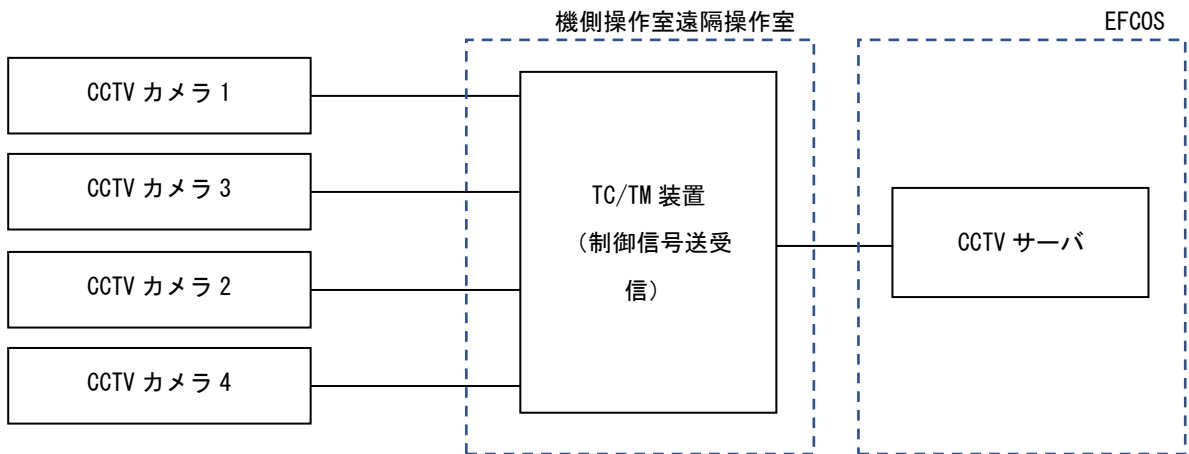 機側操作室遠隔操作室
EFCOS
CCTV カメラ 1
CCTV カメラ 3
CCTV カメラ 2
CCTV カメラ 4
TC/TM 装置
（制御信号送受
信）
CCTV サーバ